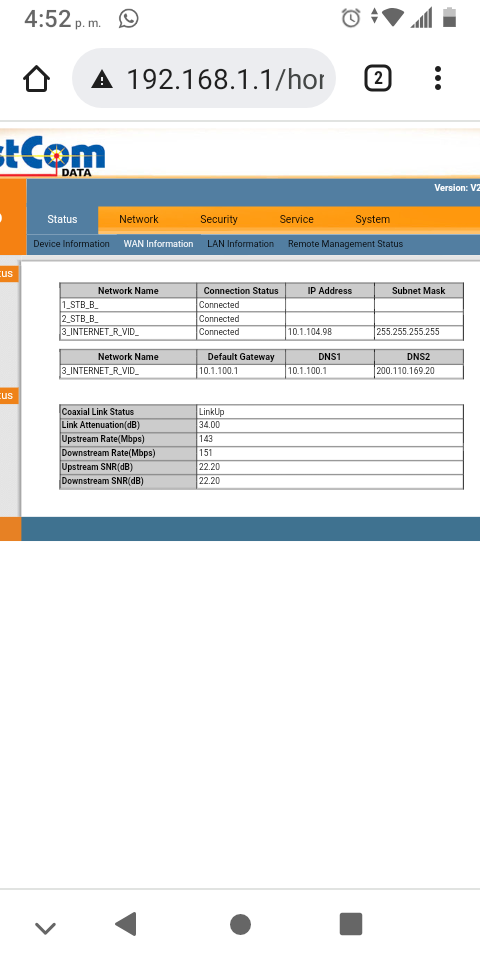 4:52 p. m.
192.168.1.1/hor
2
stCom
DATA
Version: V2
Status Network Security Service System
Device Information WAN Information LAN Information Remote Management Status
tus
Network Name Connection Status IP Address Subnet Mask
1_STB_B_ Connected
2_STB_B_ Connected
3_INTERNET_R_VID_ Connected 10.1.104.98 255.255.255.255
Network Name Default Gateway DNS1 DNS2
3_INTERNET_R_VID_ 10.1.100.1 10.1.100.1 200.110.169.20
tus
Coaxial Link Status LinkUp
Link Attenuation(dB) 34.00
Upstream Rate(Mbps) 143
Downstream Rate(Mbps) 151
Upstream SNR(dB) 22.20
Downstream SNR(dB) 22.20